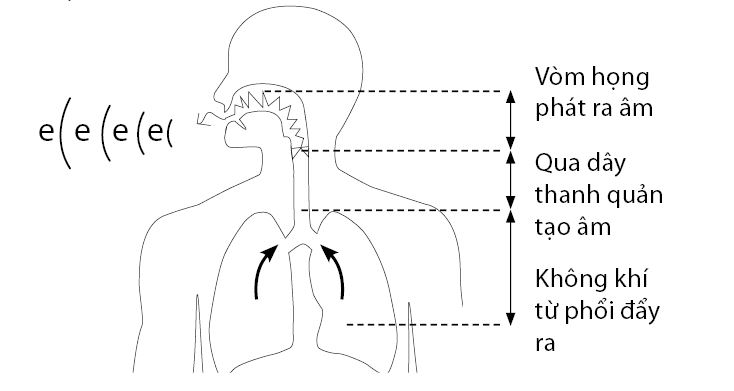 Vòm họng
phát ra âm
e(e(e(e(
Qua dây
thanh quản
tạo âm
Không khí
từ phổi đẩy
ra